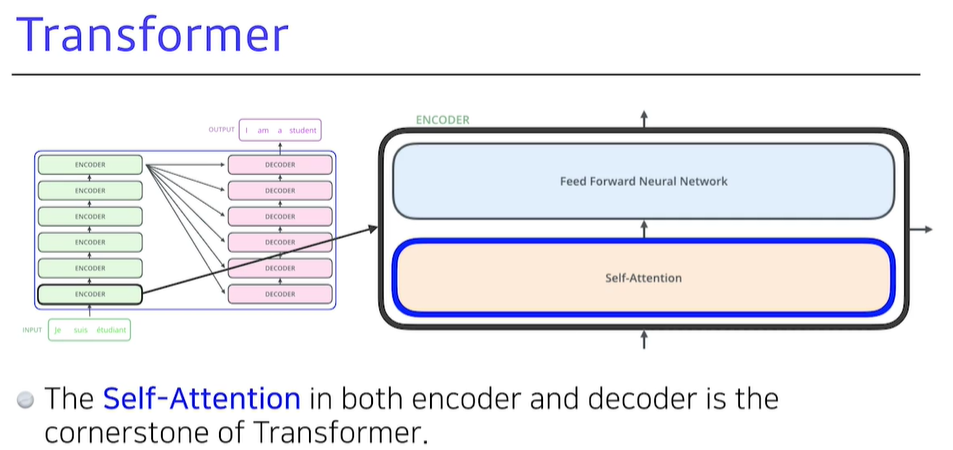 Transformer
OUTPUT I am a student
ENCODER
ENCODER
ENCODER
ENCODER
ENCODER
ENCODER
DECODER
DECODER
DECODER
DECODER
DECODER
DECODER
INPUT Je suis étudiant
ENCODER
Feed Forward Neural Network
Self-Attention
The Self-Attention in both encoder and decoder is the
cornerstone of Transformer.